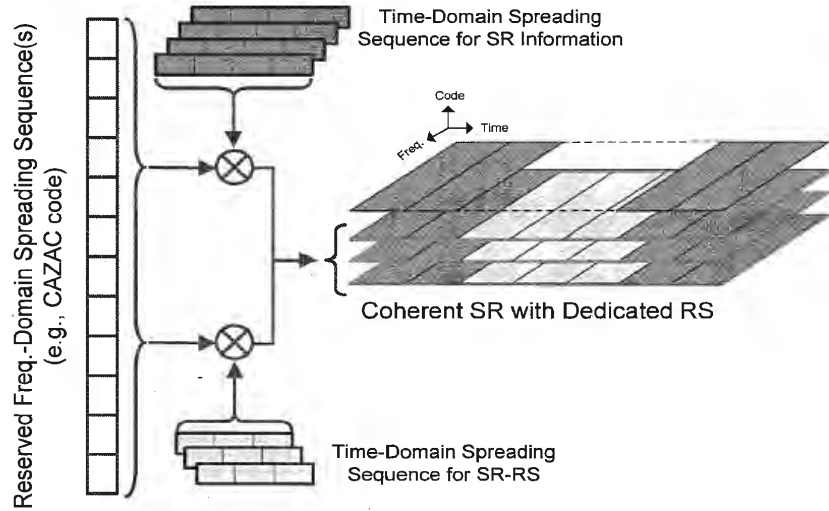 Reserved Freq.-Domain Spreading Sequence(s)
(e.g., CAZAC code)
Time-Domain Spreading
Sequence for SR Information
Code
Time
Freq.
Coherent SR with Dedicated RS
Time-Domain Spreading
Sequence for SR-RS